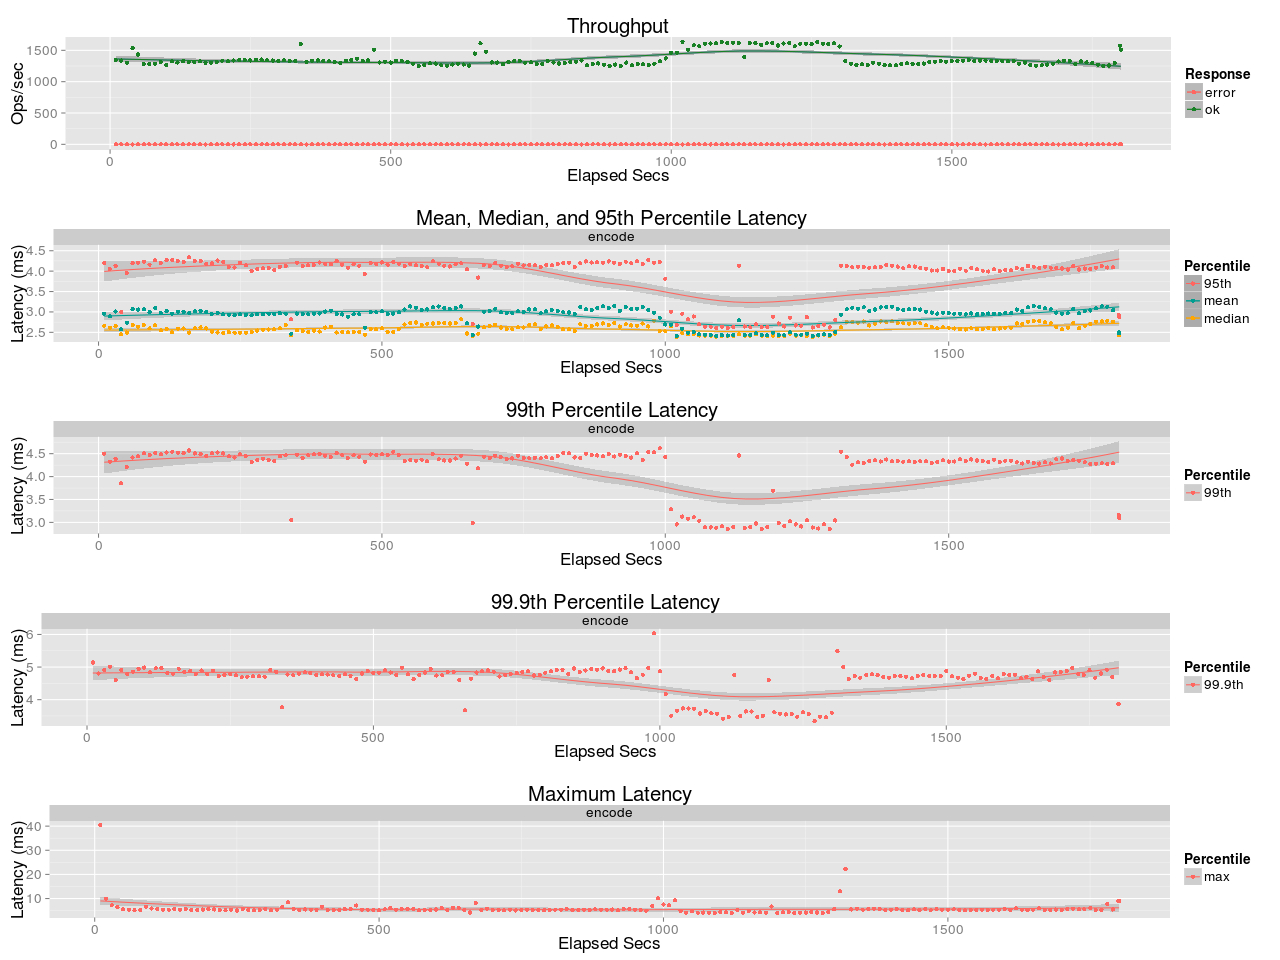 Throughput
1500
1000
500
0
Ops/sec
0 500 1000 1500
Elapsed Secs
Response
error
ok
Mean, Median, and 95th Percentile Latency
encode
4.5
4.0
3.5
3.0
2.5
Latency (ms)
0 500 1000 1500
Elapsed Secs
Percentile
95th
mean
median
99th Percentile Latency
encode
4.5
4.0
3.5
3.0
Latency (ms)
0 500 1000 1500
Elapsed Secs
Percentile
99th
99.9th Percentile Latency
encode
6
5
4
Latency (ms)
0 500 1000 1500
Elapsed Secs
Percentile
99.9th
Maximum Latency
encode
40
30
20
10
Latency (ms)
0 500 1000 1500
Elapsed Secs
Percentile
max